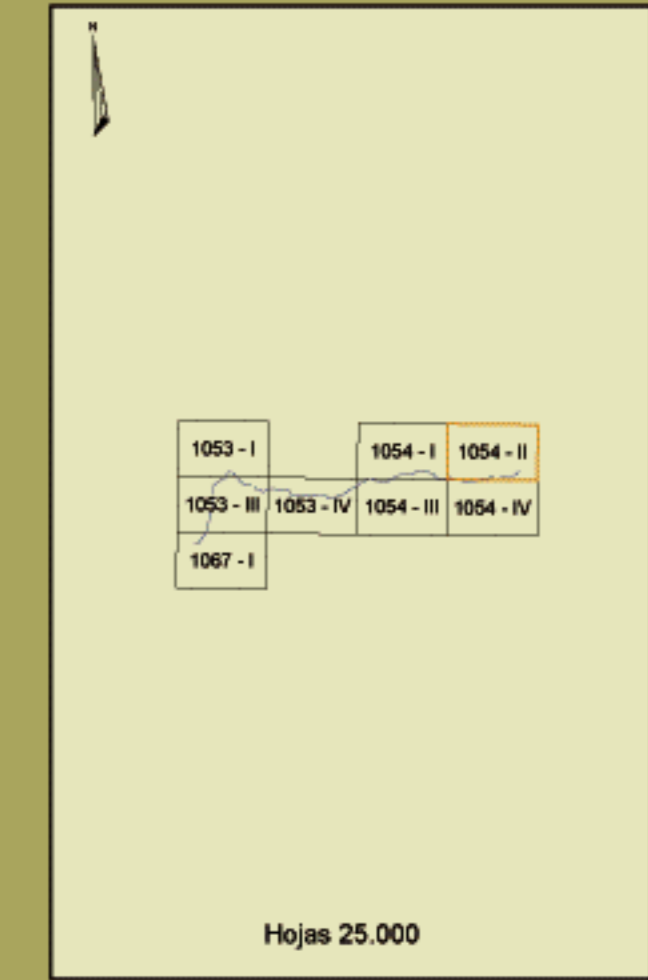 N
1053 - I
1054 - I
1054 - II
1053 - III
1053 - IV
1054 - III
1054 - IV
1067 - I
Hojas 25.000